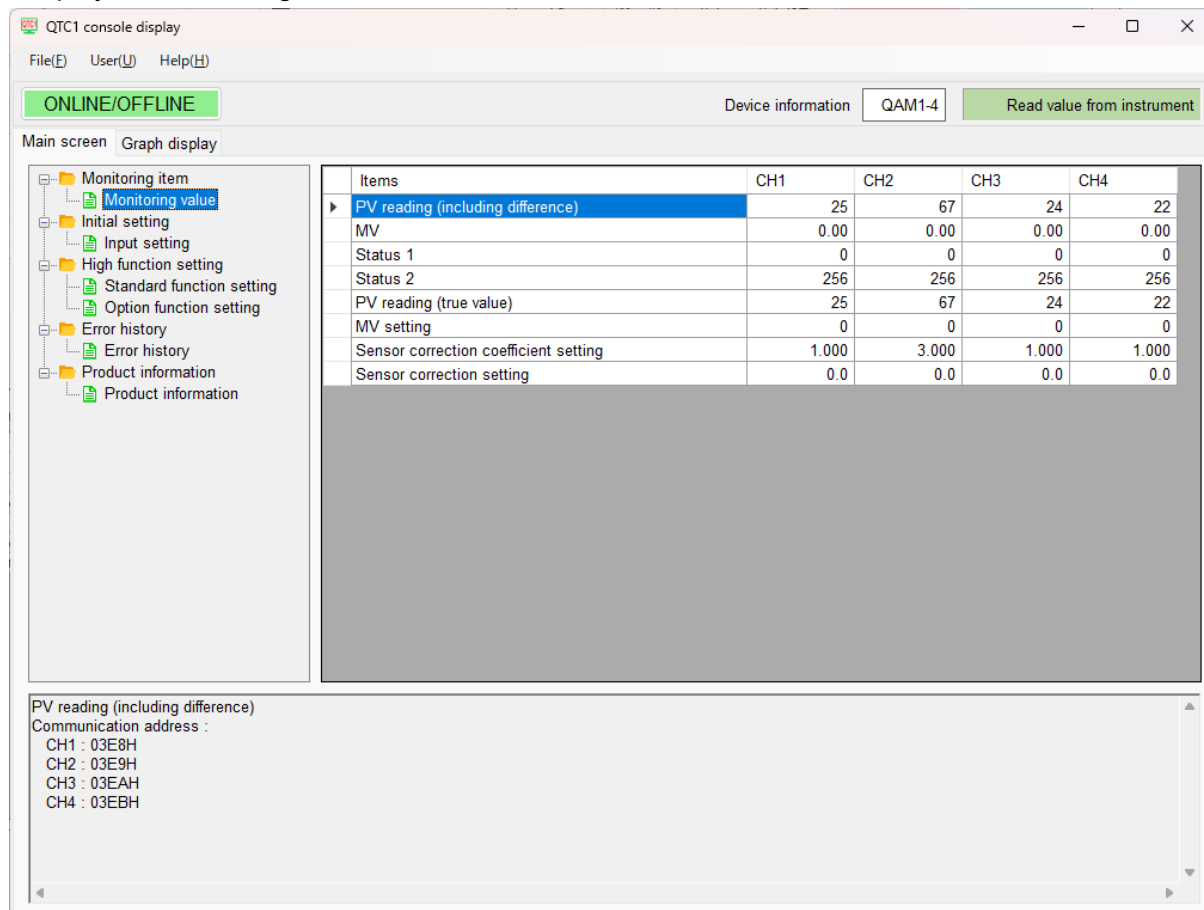 QTC1 console display
File(F) User(U) Help(H)
ONLINE/OFFLINE Device information QAM1-4 Read value from instrument
Main screen Graph display
Monitoring item
Monitoring value
Initial setting
Input setting
High function setting
Standard function setting
Option function setting
Error history
Error history
Product information
Product information
Items CH1 CH2 CH3 CH4
PV reading (including difference) 25 67 24 22
MV 0.00 0.00 0.00 0.00
Status 1 0 0 0 0
Status 2 256 256 256 256
PV reading (true value) 25 67 24 22
MV setting 0 0 0 0
Sensor correction coefficient setting 1.000 3.000 1.000 1.000
Sensor correction setting 0.0 0.0 0.0 0.0
PV reading (including difference)
Communication address :
CH1 : 03E8H
CH2 : 03E9H
CH3 : 03EAH
CH4 : 03EBH